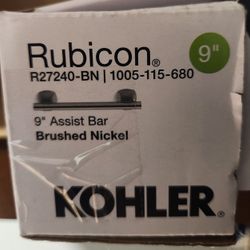 Rubicon®
9"
R27240-BN | 1005-115-680
9" Assist Bar
Brushed Nickel
KOHLER®